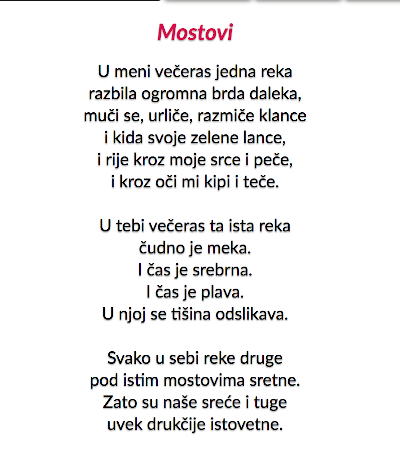 Mostovi
U meni večeras jedna reka
razbila ogromna brda daleka,
muči se, urliče, razmiče klance
i kida svoje zelene lance,
i rije kroz moje srce i peče,
i kroz oči mi kipi i teče.
U tebi večeras ta ista reka
čudno je meka.
I čas je srebrna.
I čas je plava.
U njoj se tišina odslikava.
Svako u sebi reke druge
pod istim mostovima sretne.
Zato su naše sreće i tuge
uvek drukčije istovetne.